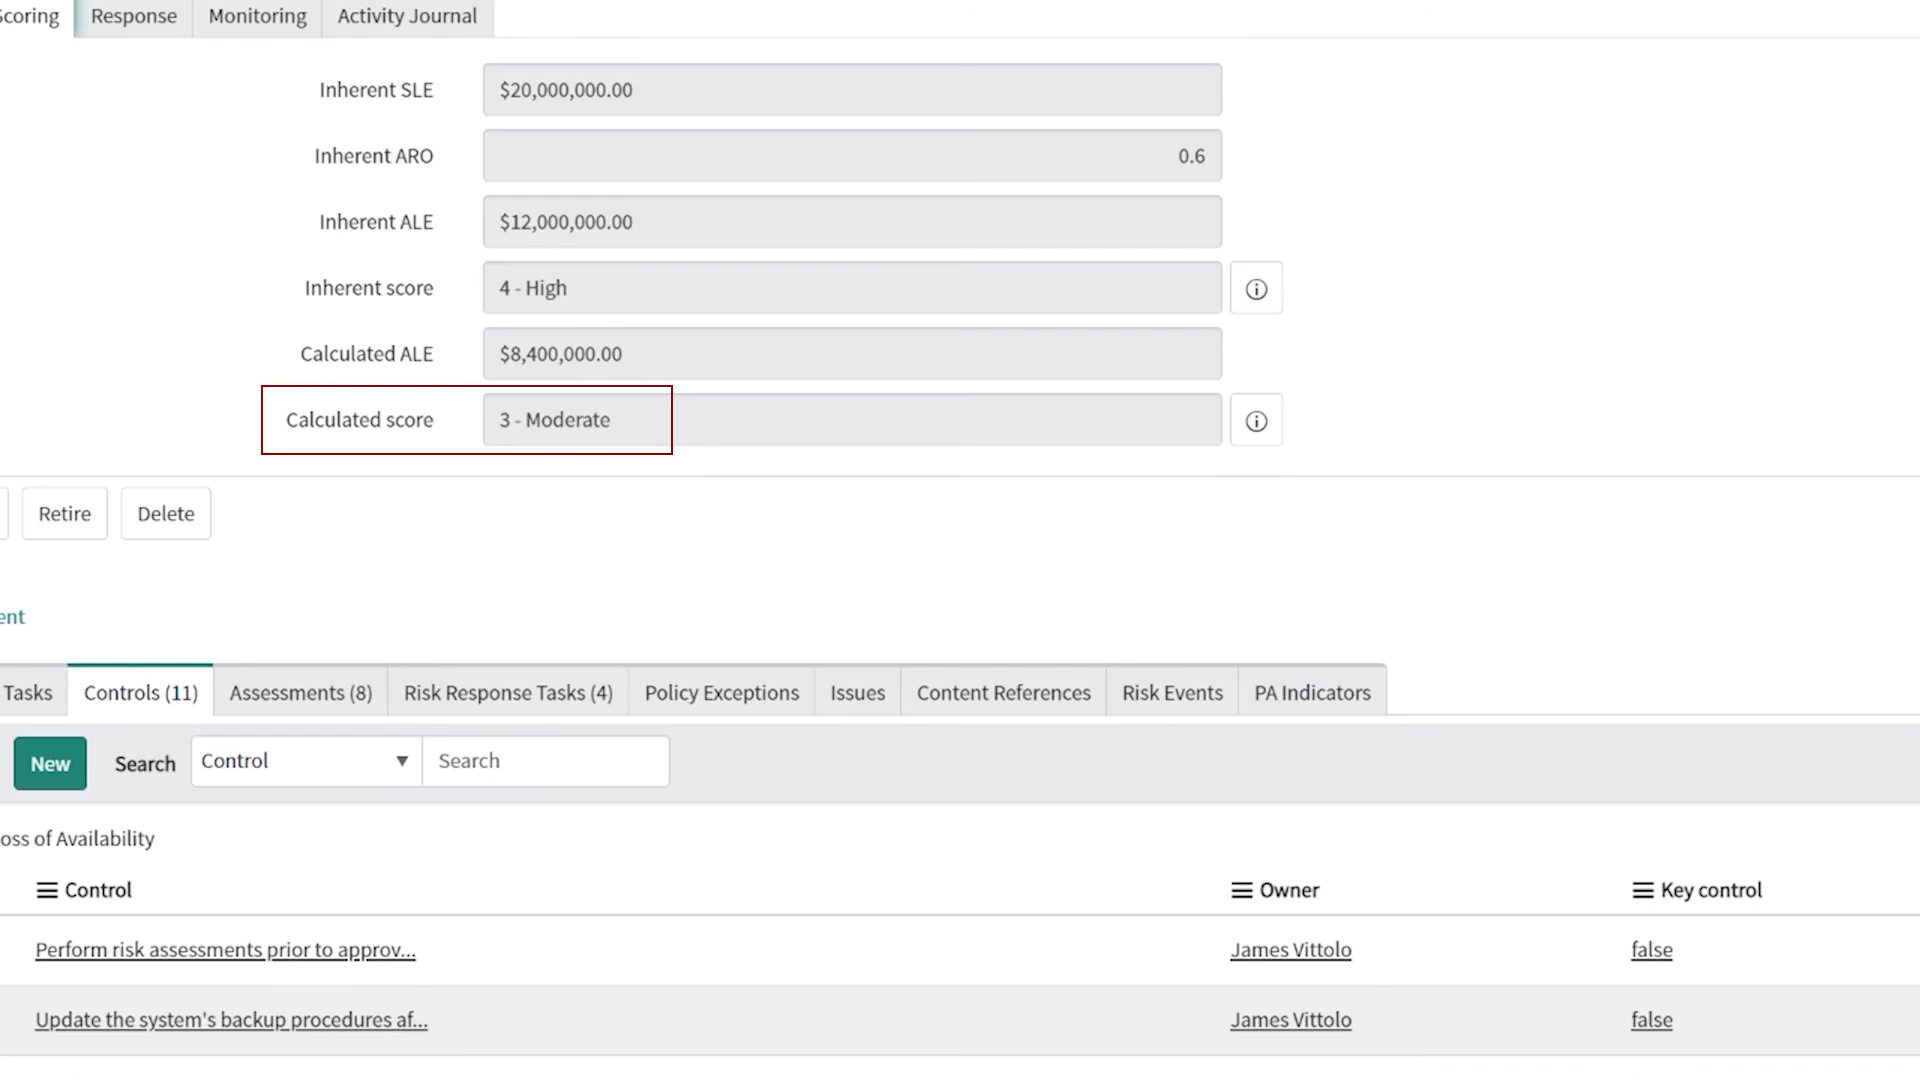 Scoring Response Monitoring Activity Journal
Inherent SLE $20,000,000.00
Inherent ARO 0.6
Inherent ALE $12,000,000.00
Inherent score 4 - High
Calculated ALE $8,400,000.00
Calculated score 3 - Moderate
Retire Delete
ent
Tasks Controls (11) Assessments (8) Risk Response Tasks (4) Policy Exceptions Issues Content References Risk Events PA Indicators
New Search Control Search
oss of Availability
Control Owner Key control
Perform risk assessments prior to approv... James Vittolo false
Update the system's backup procedures af... James Vittolo false